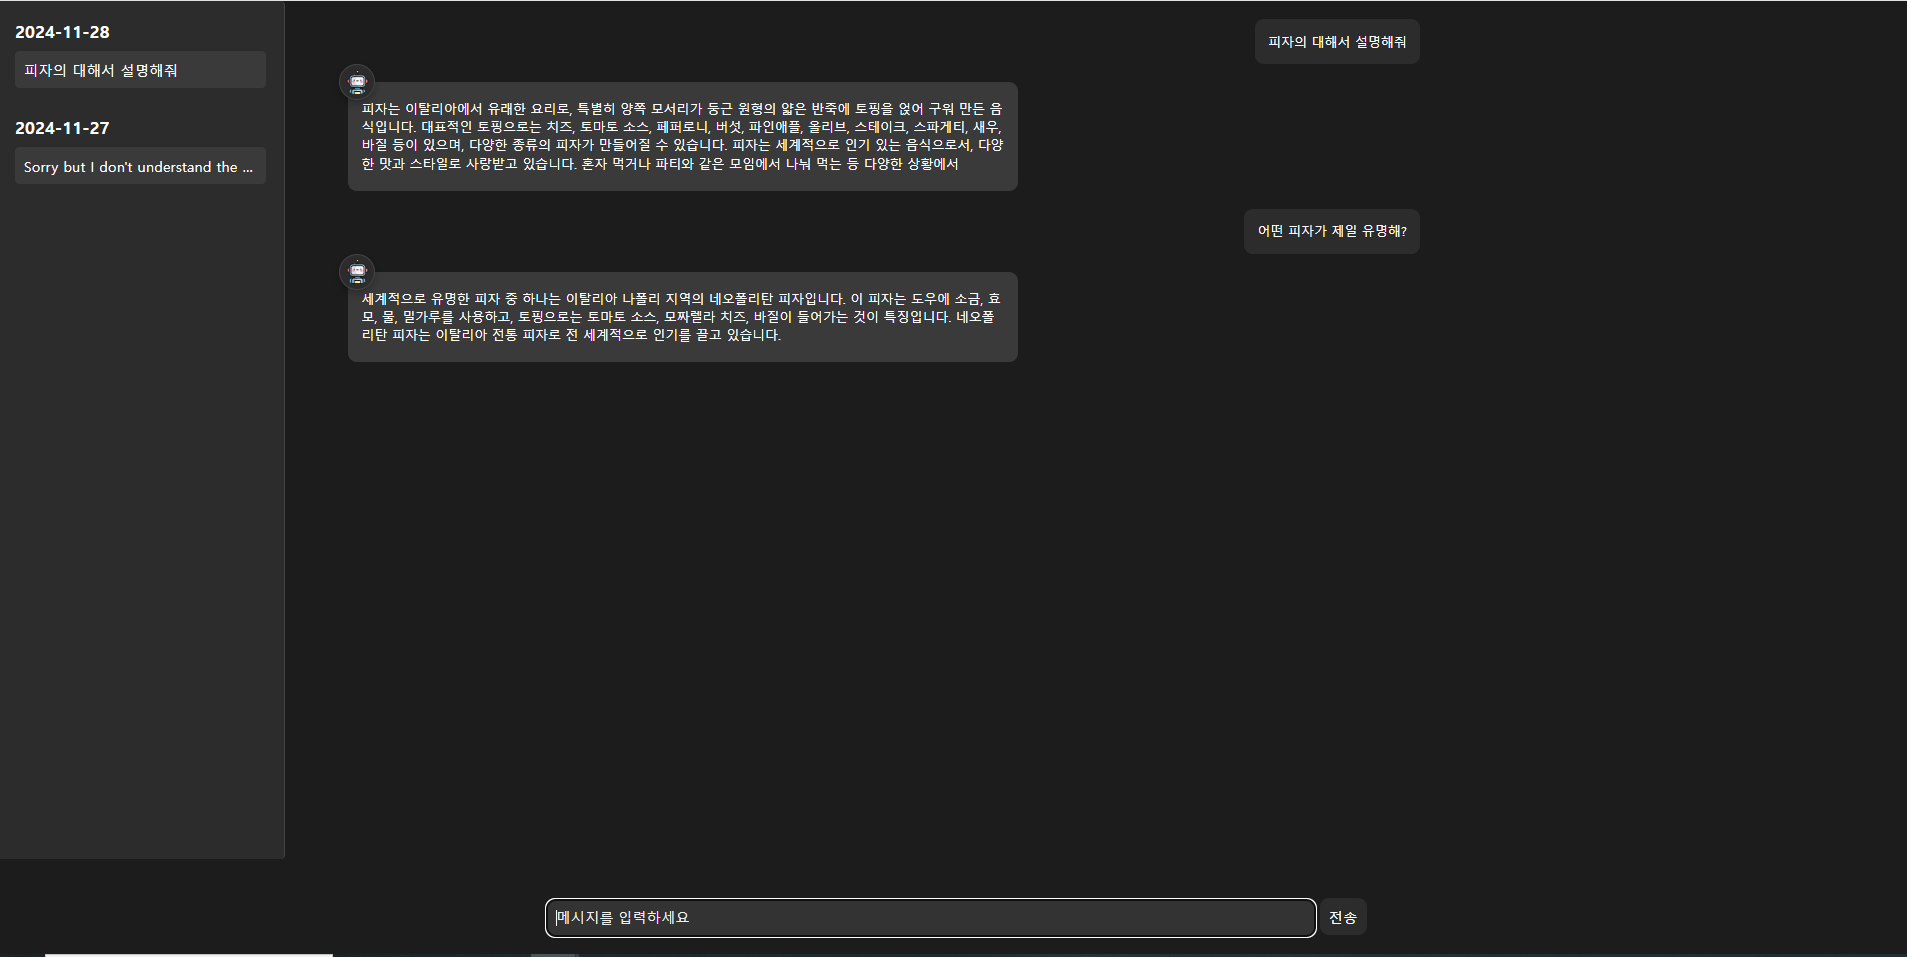 2024-11-28
피자의 대해서 설명해줘
2024-11-27
Sorry but I don't understand the ...
피자의 대해서 설명해줘
피자는 이탈리아에서 유래한 요리로, 특별히 양쪽 모서리가 둥근 원형의 얇은 반죽에 토핑을 얹어 구워 만든 음
식입니다. 대표적인 토핑으로는 치즈, 토마토 소스, 페퍼로니, 버섯, 파인애플, 올리브, 스테이크, 스파게티, 새우,
바질 등이 있으며, 다양한 종류의 피자가 만들어질 수 있습니다. 피자는 세계적으로 인기 있는 음식으로서, 다양
한 맛과 스타일로 사랑받고 있습니다. 혼자 먹거나 파티와 같은 모임에서 나눠 먹는 등 다양한 상황에서
어떤 피자가 제일 유명해?
세계적으로 유명한 피자 중 하나는 이탈리아 나폴리 지역의 네오폴리탄 피자입니다. 이 피자는 도우에 소금, 효
모, 물, 밀가루를 사용하고, 토핑으로는 토마토 소스, 모짜렐라 치즈, 바질이 들어가는 것이 특징입니다. 네오폴
리탄 피자는 이탈리아 전통 피자로 전 세계적으로 인기를 끌고 있습니다.
메시지를 입력하세요
전송